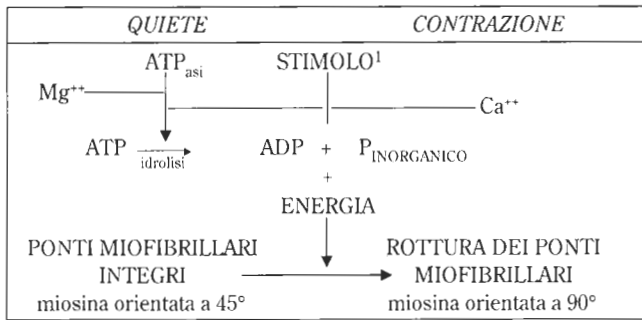 QUIETE CONTRAZIONE
ATPasi STIMOLO1
Mg++
Ca++
ATP idrolisi ADP + PINORGANICO
+
ENERGIA
PONTI MIOFIBRILLARI ROTTURA DEI PONTI
INTEGRI MIOFIBRILLARI
miosina orientata a 45° miosina orientata a 90°